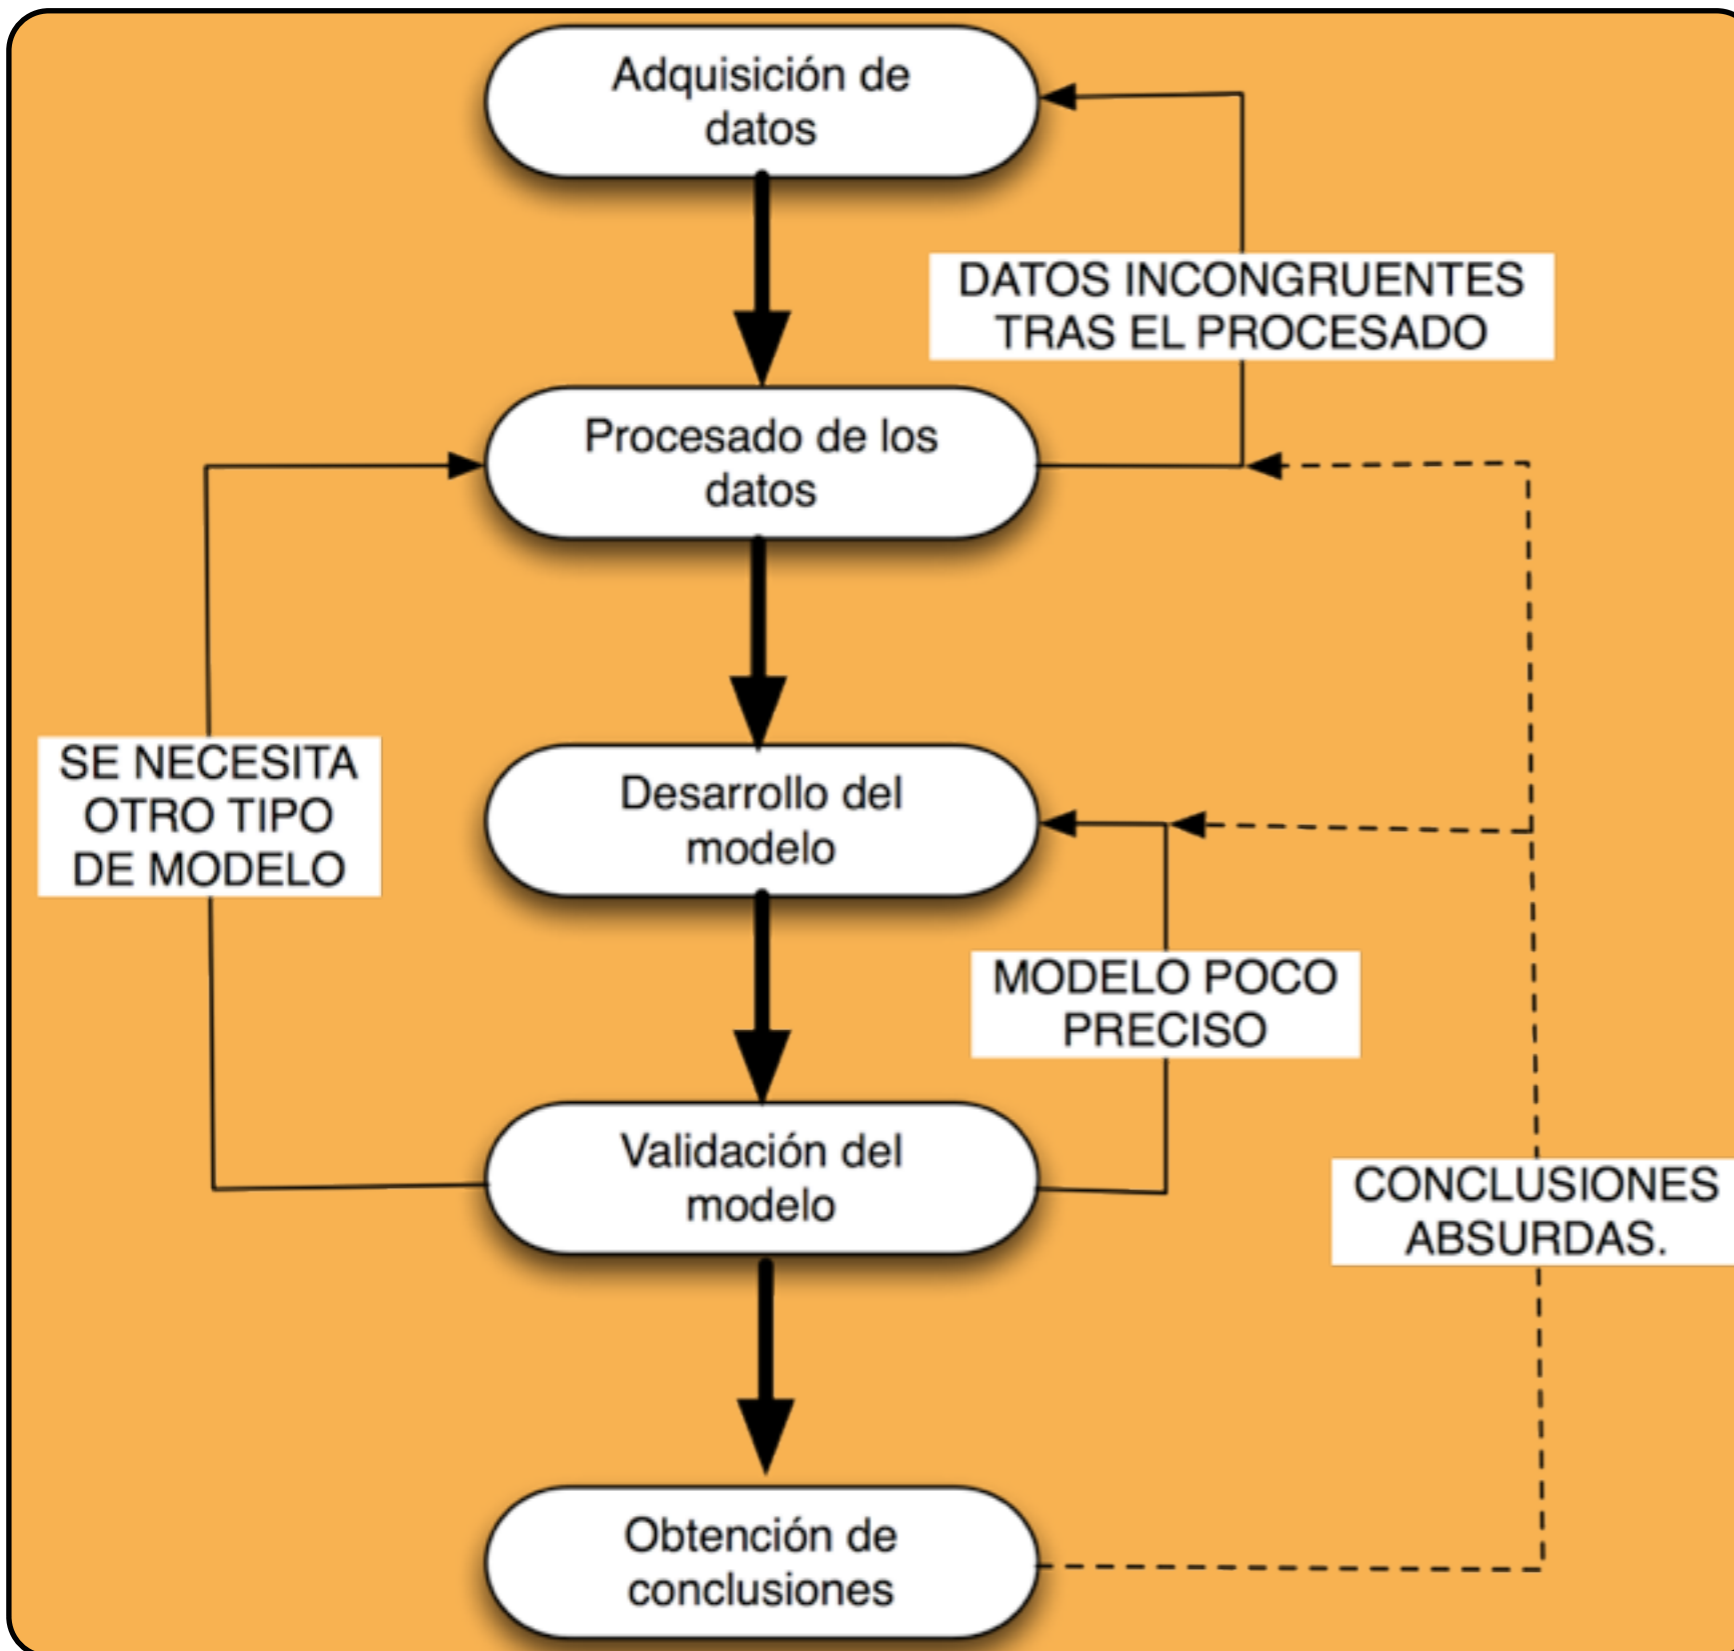 Adquisición de
datos
DATOS INCONGRUENTES
TRAS EL PROCESADO
Procesado de los
datos
SE NECESITA
OTRO TIPO
DE MODELO
Desarrollo del
modelo
MODELO POCO
PRECISO
Validación del
modelo
CONCLUSIONES
ABSURDAS.
Obtención de
conclusiones